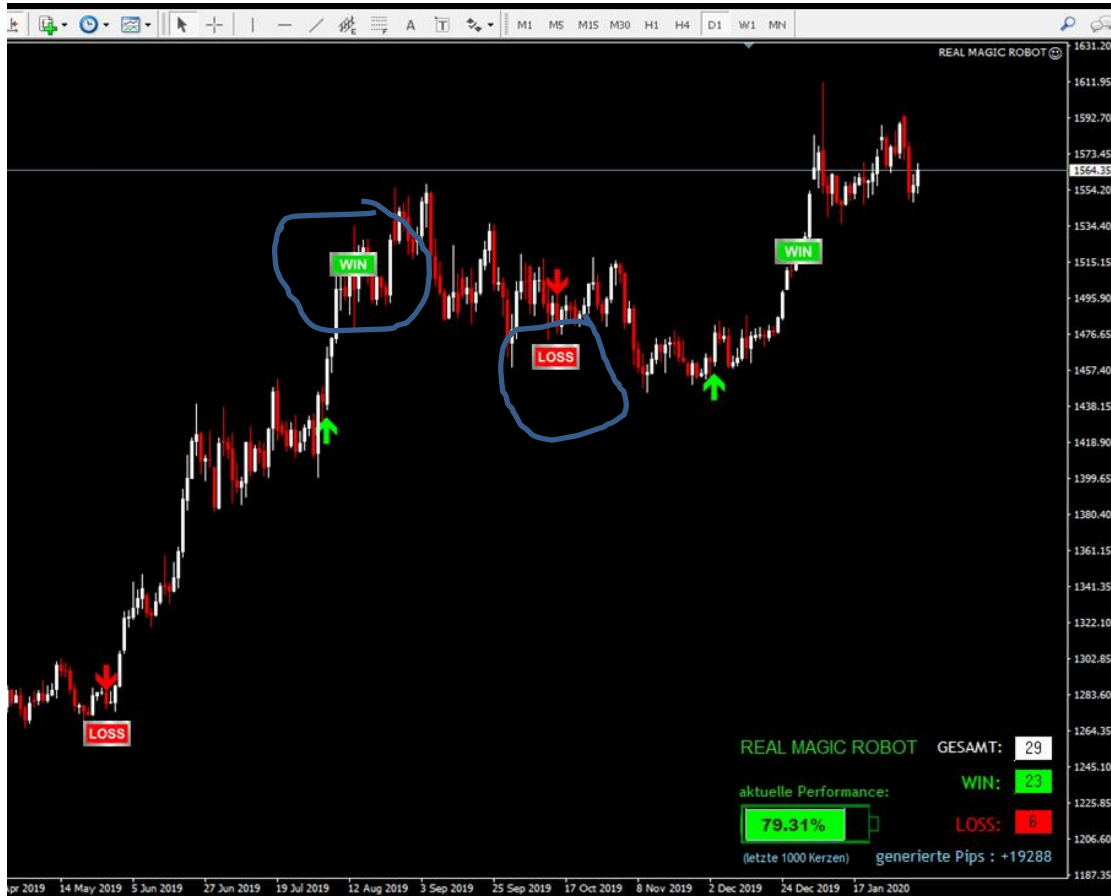 A T M1 M5 M15 M30 H1 H4 D1 W1 MN
REAL MAGIC ROBOT
1631.20
1611.95
1592.70
1573.45
1564.35
1554.20
1534.40
1515.15
1495.90
1476.65
1457.40
1438.15
1418.90
1399.65
1380.40
1361.15
1341.35
1322.10
1302.85
1283.60
1264.35
1245.10
1225.85
1206.60
1187.35
WIN
WIN
LOSS
LOSS
REAL MAGIC ROBOT GESAMT: 29
WIN: 23
aktuelle Performance:
79.31% LOSS: 6
(letzte 1000 Kerzen) generierte Pips : +19288
pr 2019 14 May 2019 5 Jun 2019 27 Jun 2019 19 Jul 2019 12 Aug 2019 3 Sep 2019 25 Sep 2019 17 Oct 2019 8 Nov 2019 2 Dec 2019 24 Dec 2019 17 Jan 2020